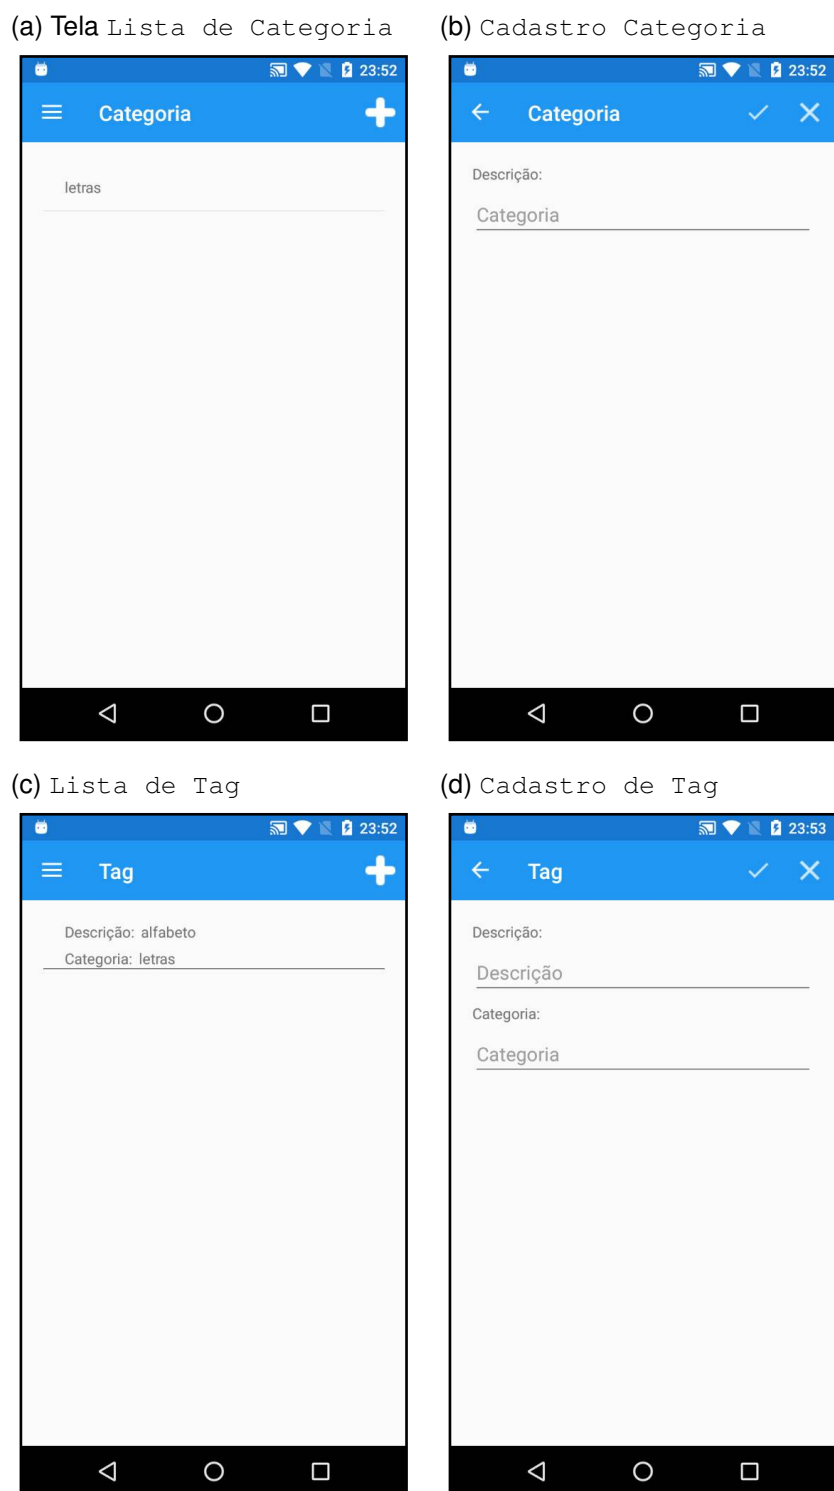 (a) Tela Lista de Categoria
23:52
Categoria
letras
(b) Cadastro Categoria
23:52
Categoria
Descrição:
Categoria
(c) Lista de Tag
23:52
Tag
Descrição: alfabeto
Categoria: letras
(d) Cadastro de Tag
23:53
Tag
Descrição:
Descrição
Categoria:
Categoria